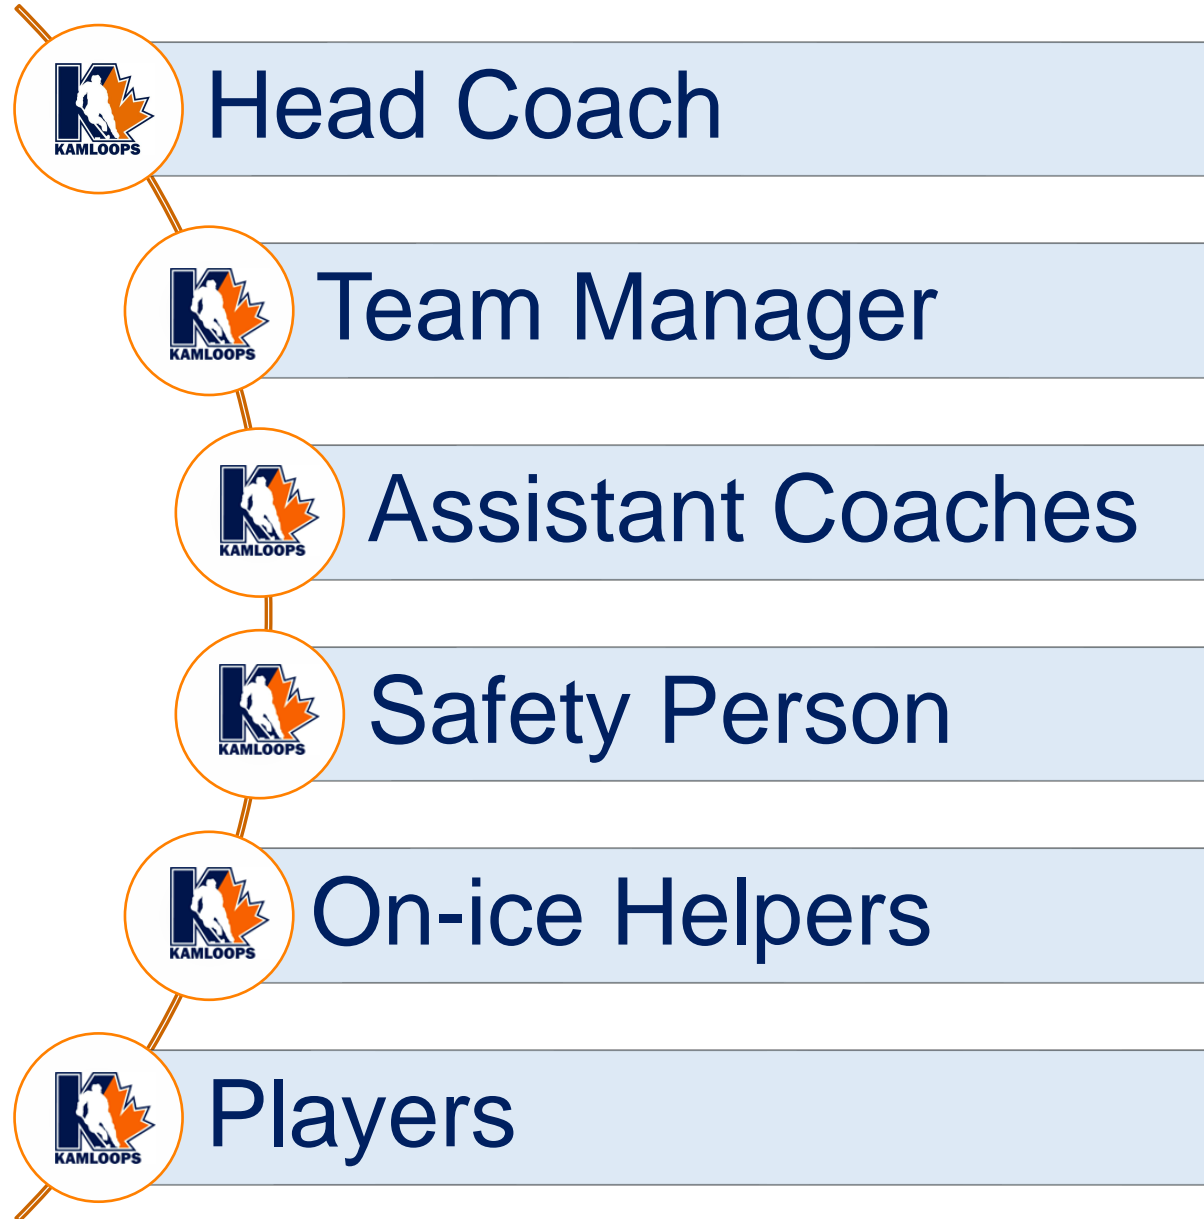 KAMLOOPS
Head Coach
KAMLOOPS
Team Manager
KAMLOOPS
Assistant Coaches
KAMLOOPS
Safety Person
KAMLOOPS
On-ice Helpers
KAMLOOPS
Players